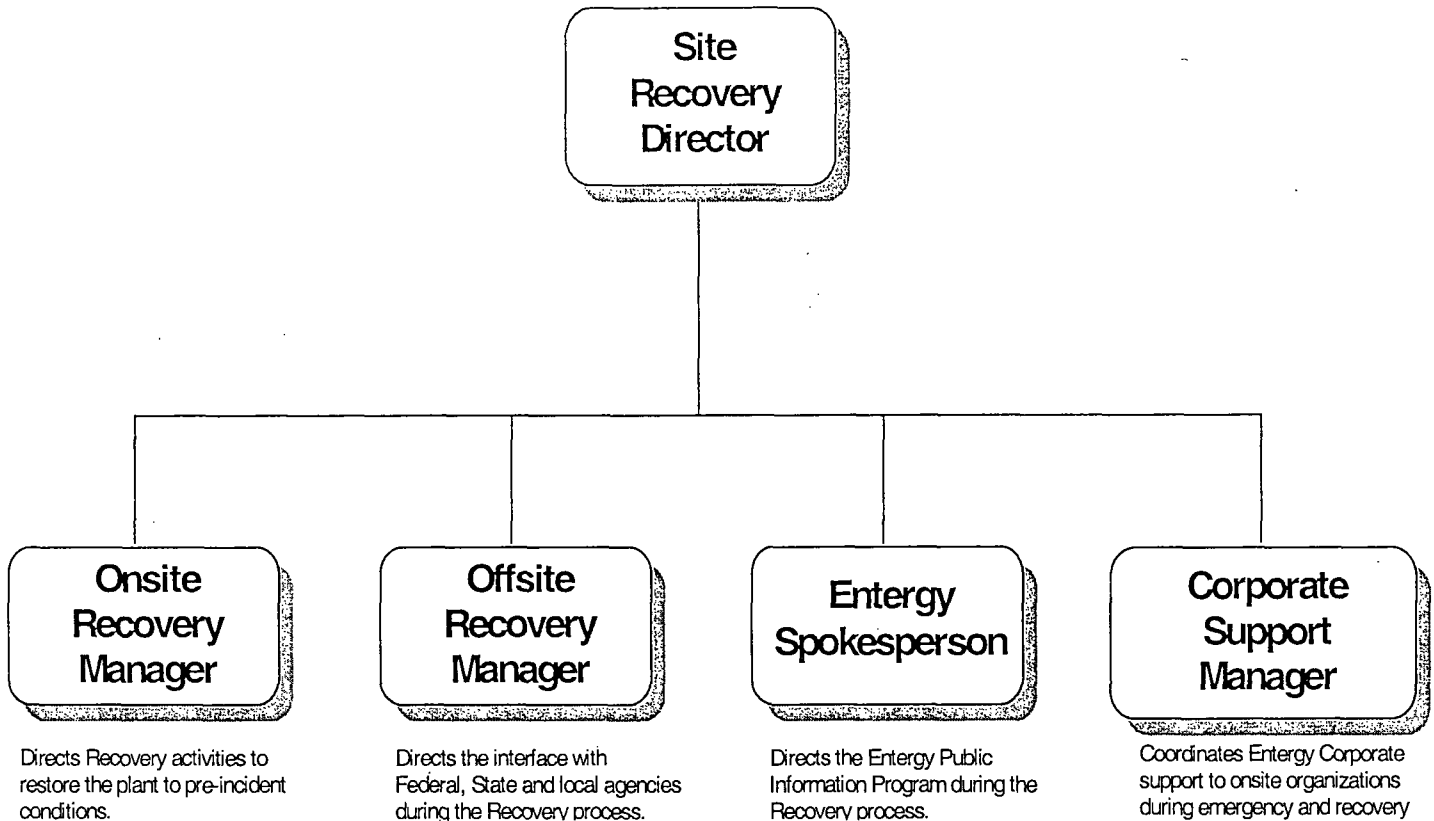 Site
Recovery
Director
Onsite
Recovery
Manager
Offsite
Recovery
Manager
Entergy
Spokesperson
Corporate
Support
Manager
Directs Recovery activities to
restore the plant to pre-incident
conditions.
Directs the interface with
Federal, State and local agencies
during the Recovery process.
Directs the Entergy Public
Information Program during the
Recovery process.
Coordinates Entergy Corporate
support to onsite organizations
during emergency and recovery